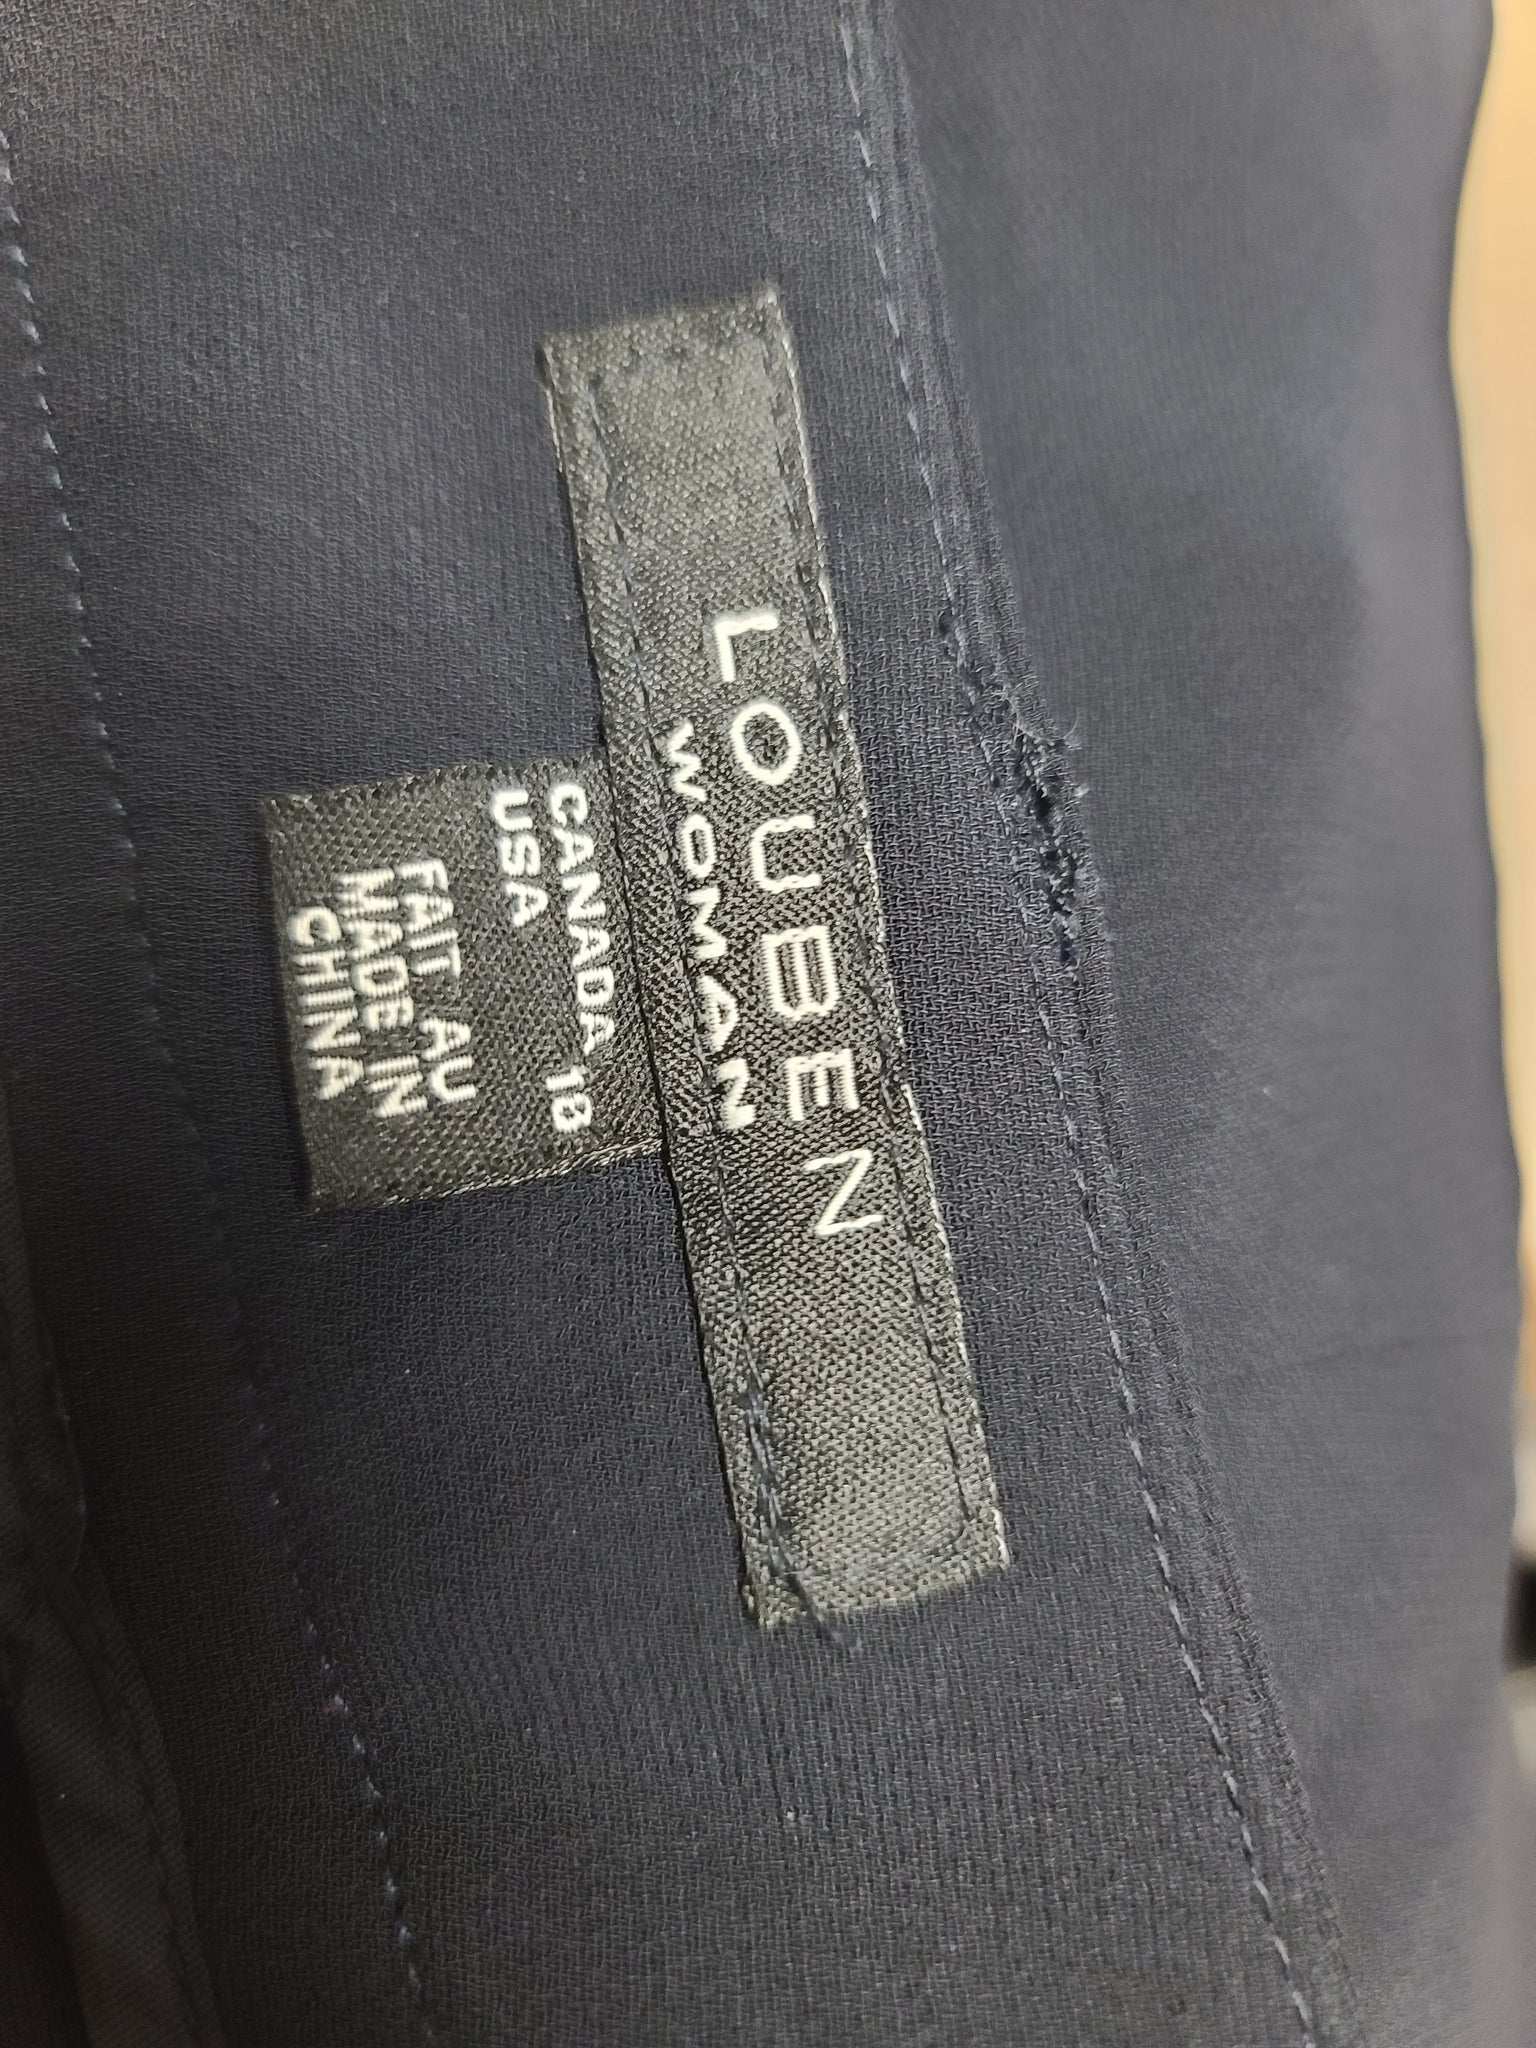 LOUBEN
WOMAN
CANADA 18
USA
FAIT AU
MADE IN
CHINA